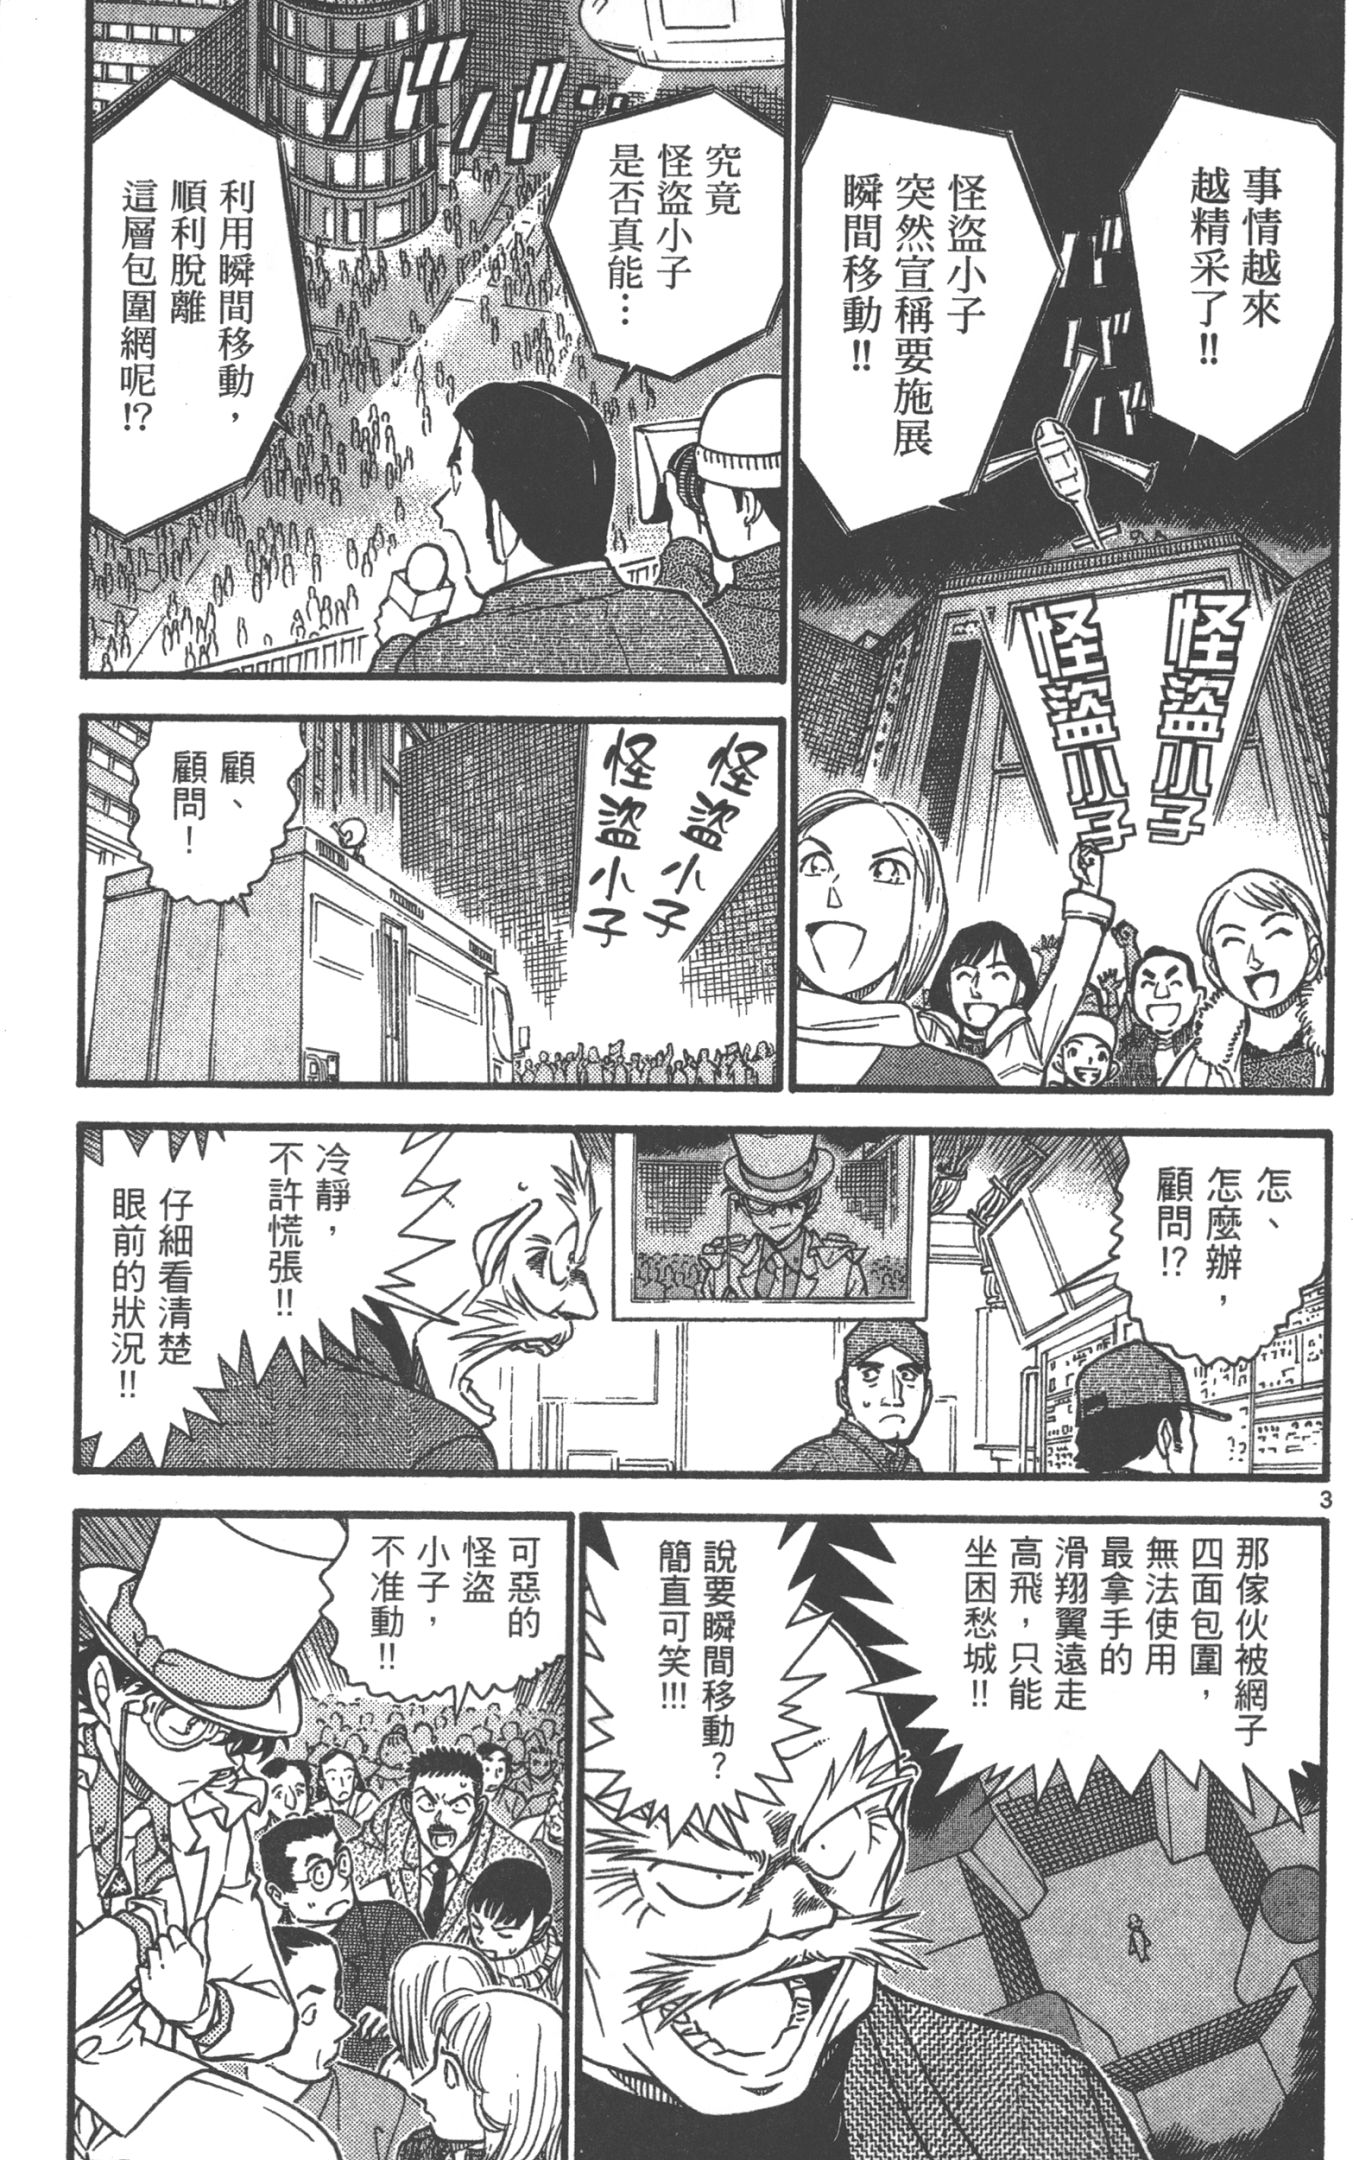 事情越來
越精采了!!
怪盜小子
突然宣稱要施展
瞬間移動!!
怪盜小子
怪盜小子
バババ…
ババババ
究竟
怪盜小子
是否真能…
利用瞬間移動，
順利脫離
這層包圍網呢!?
怪盜小子
怪盜小子
顧、
顧問！
怎、
怎麼辦，
顧問!?
冷靜，
不許慌張!!
仔細看清楚
眼前的狀況!!
3
那傢伙被網子
四面包圍，
無法使用
最拿手的
滑翔翼遠走
高飛，只能
坐困愁城!!
說要瞬間移動？
簡直可笑!!!
可惡的
怪盜
小子，
不准動!!